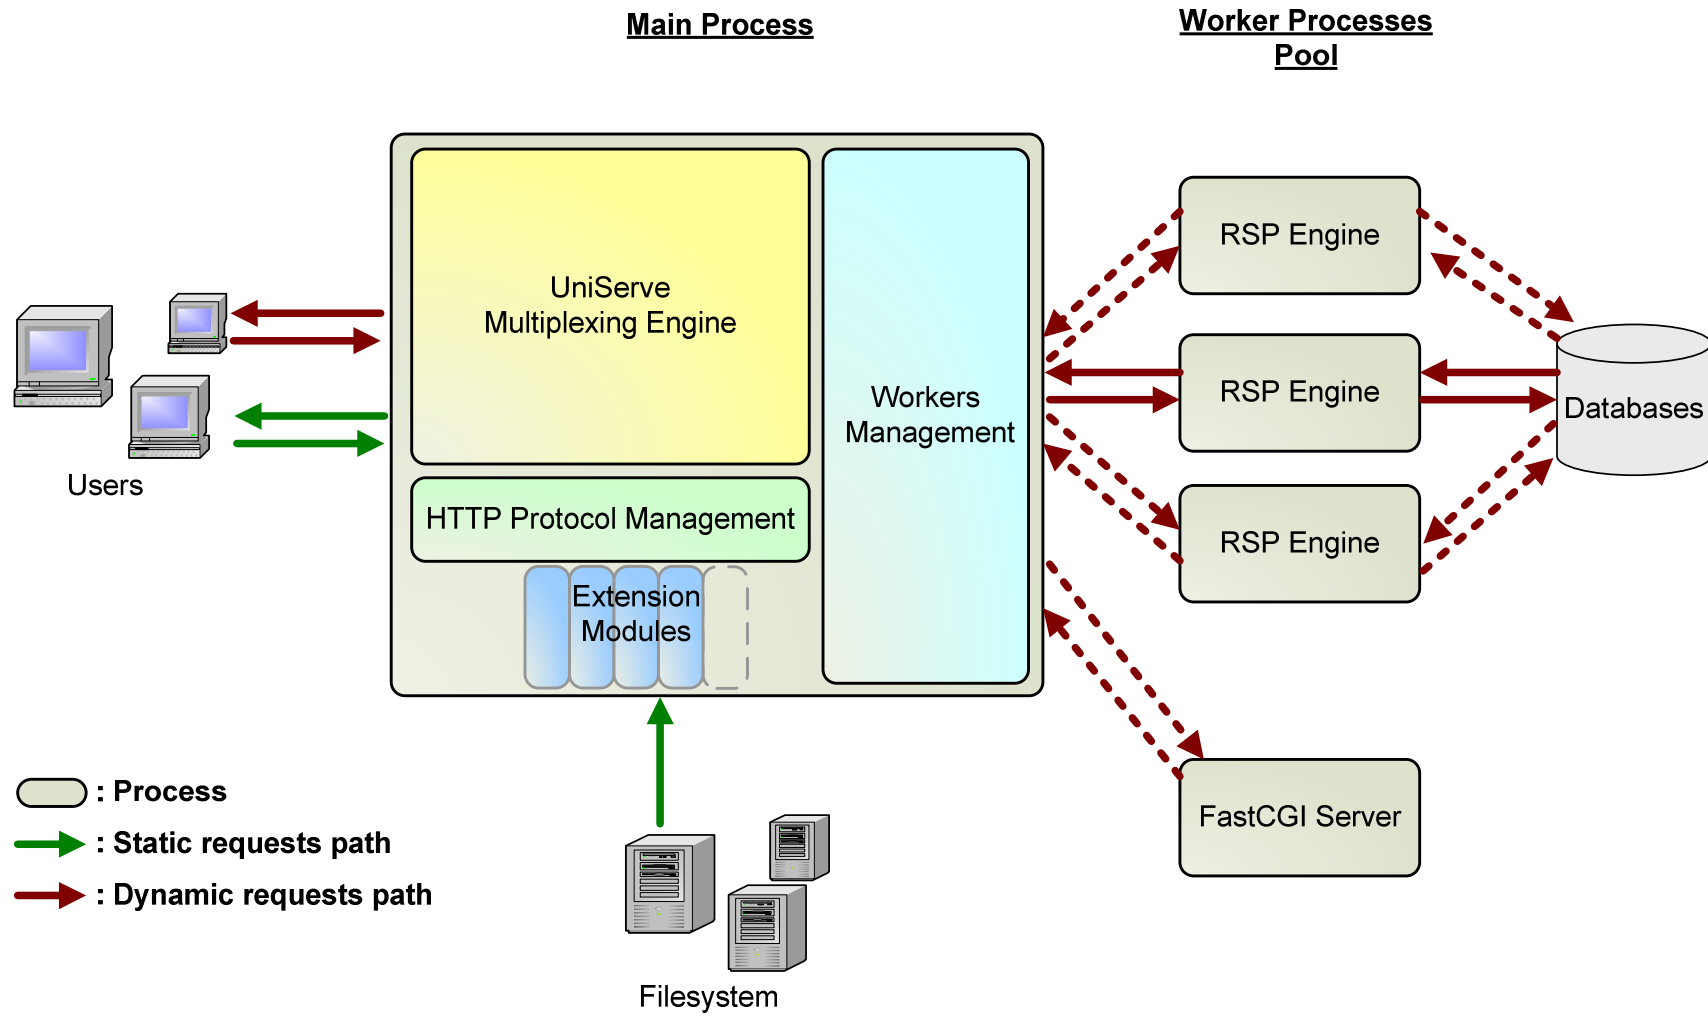 Main Process
Worker Processes
Pool
UniServe
Multiplexing Engine
Workers
Management
HTTP Protocol Management
Extension
Modules
RSP Engine
RSP Engine
RSP Engine
Databases
FastCGI Server
Users
Filesystem
: Process
: Static requests path
: Dynamic requests path